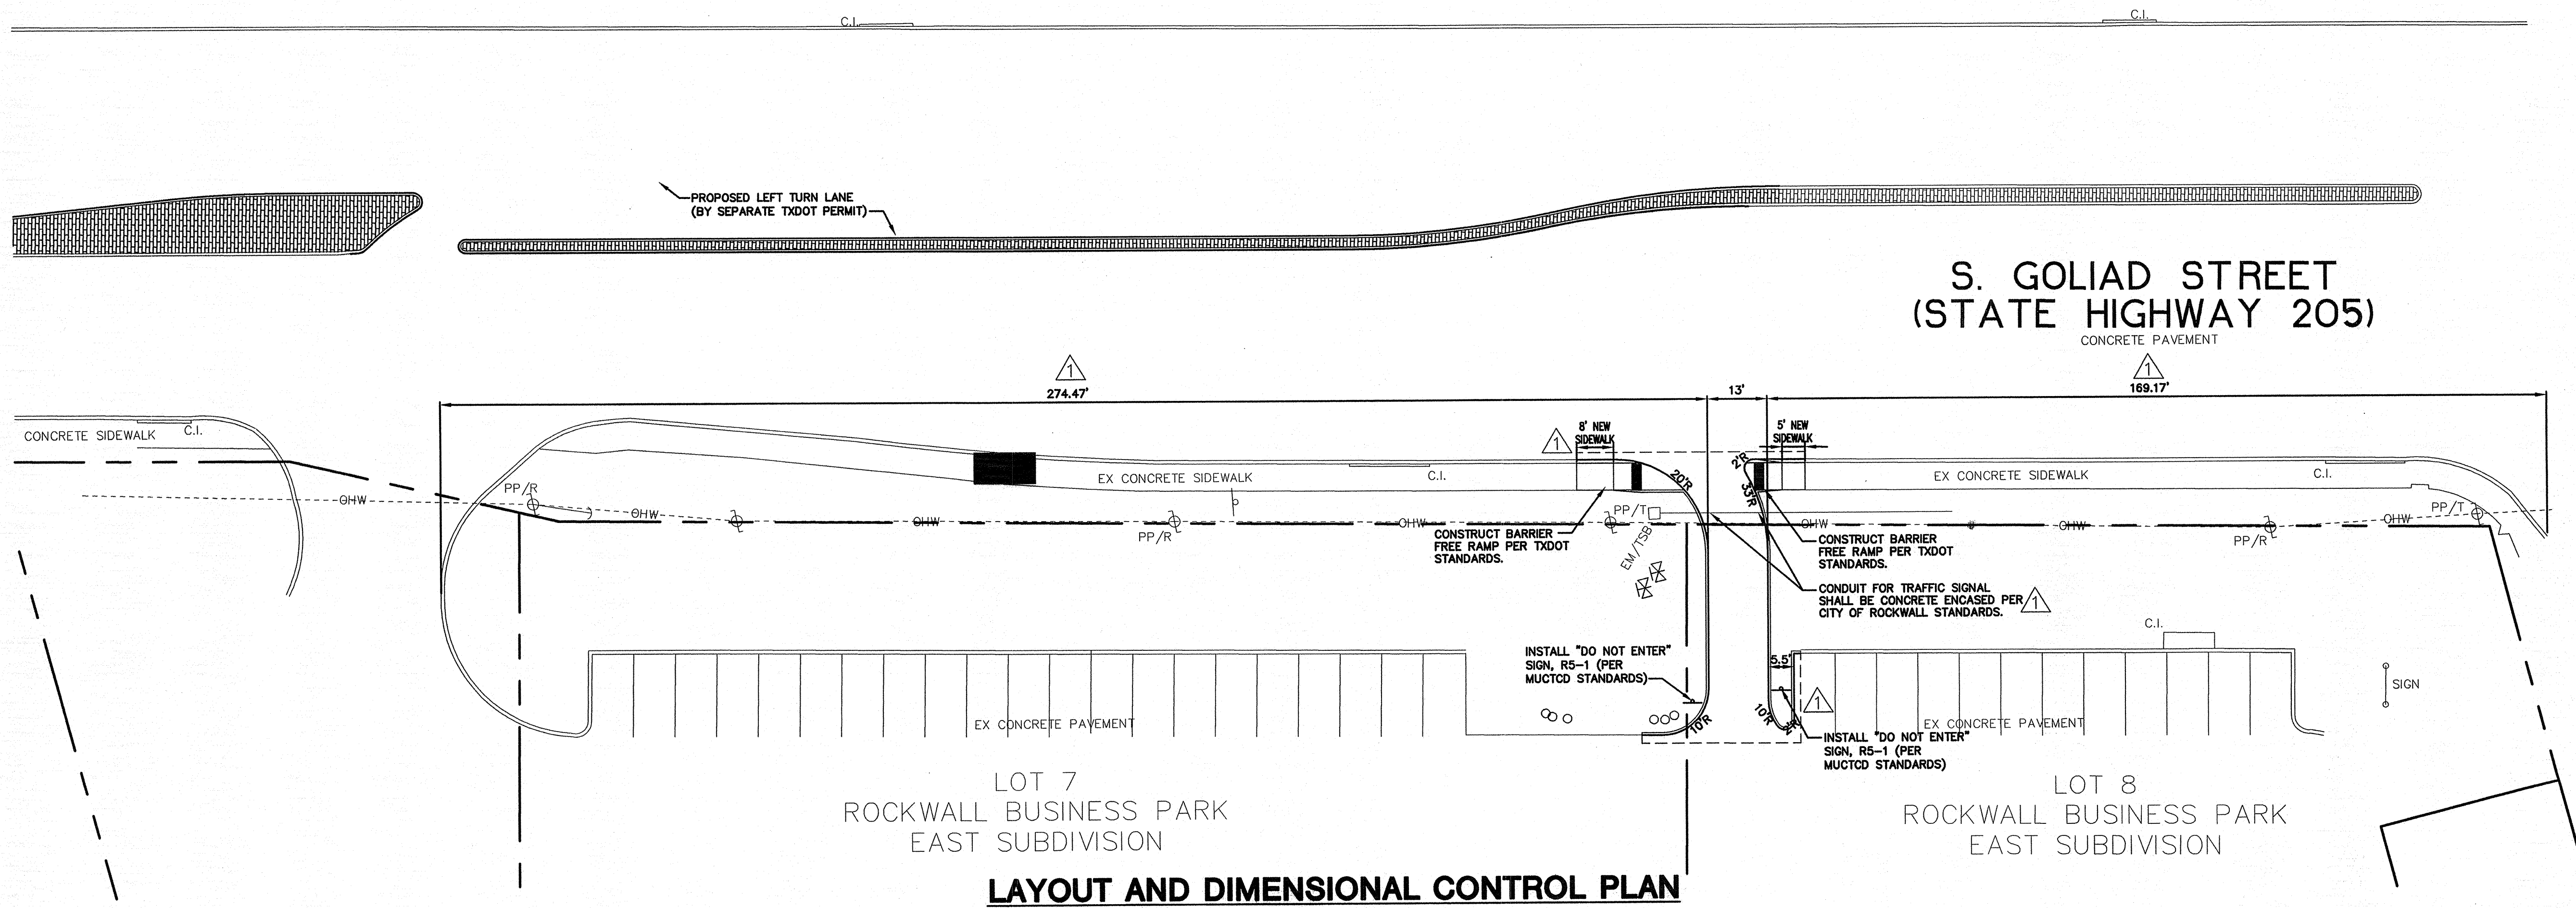 C.I.
C.I.
PROPOSED LEFT TURN LANE
(BY SEPARATE TXDOT PERMIT)
S. GOLIAD STREET
(STATE HIGHWAY 205)
CONCRETE PAVEMENT
1
274.47'
13'
1
169.17'
CONCRETE SIDEWALK
C.I.
1
8' NEW
SIDEWALK
5' NEW
SIDEWALK
EX CONCRETE SIDEWALK
C.I.
20'R
2'R
33'R
EX CONCRETE SIDEWALK
C.I.
OHW
PP/R
OHW
OHW
PP/R
OHW
PP/T
OHW
OHW
PP/R
OHW
PP/T
EM/TSB
CONSTRUCT BARRIER
FREE RAMP PER TXDOT
STANDARDS.
CONSTRUCT BARRIER
FREE RAMP PER TXDOT
STANDARDS.
CONDUIT FOR TRAFFIC SIGNAL
SHALL BE CONCRETE ENCASED PER
CITY OF ROCKWALL STANDARDS.
1
C.I.
INSTALL "DO NOT ENTER"
SIGN, R5-1 (PER
MUCTCD STANDARDS)
5.5'
1
SIGN
EX CONCRETE PAVEMENT
10'R
10'R
2'R
EX CONCRETE PAVEMENT
INSTALL "DO NOT ENTER"
SIGN, R5-1 (PER
MUCTCD STANDARDS)
LOT 7
ROCKWALL BUSINESS PARK
EAST SUBDIVISION
LOT 8
ROCKWALL BUSINESS PARK
EAST SUBDIVISION
LAYOUT AND DIMENSIONAL CONTROL PLAN